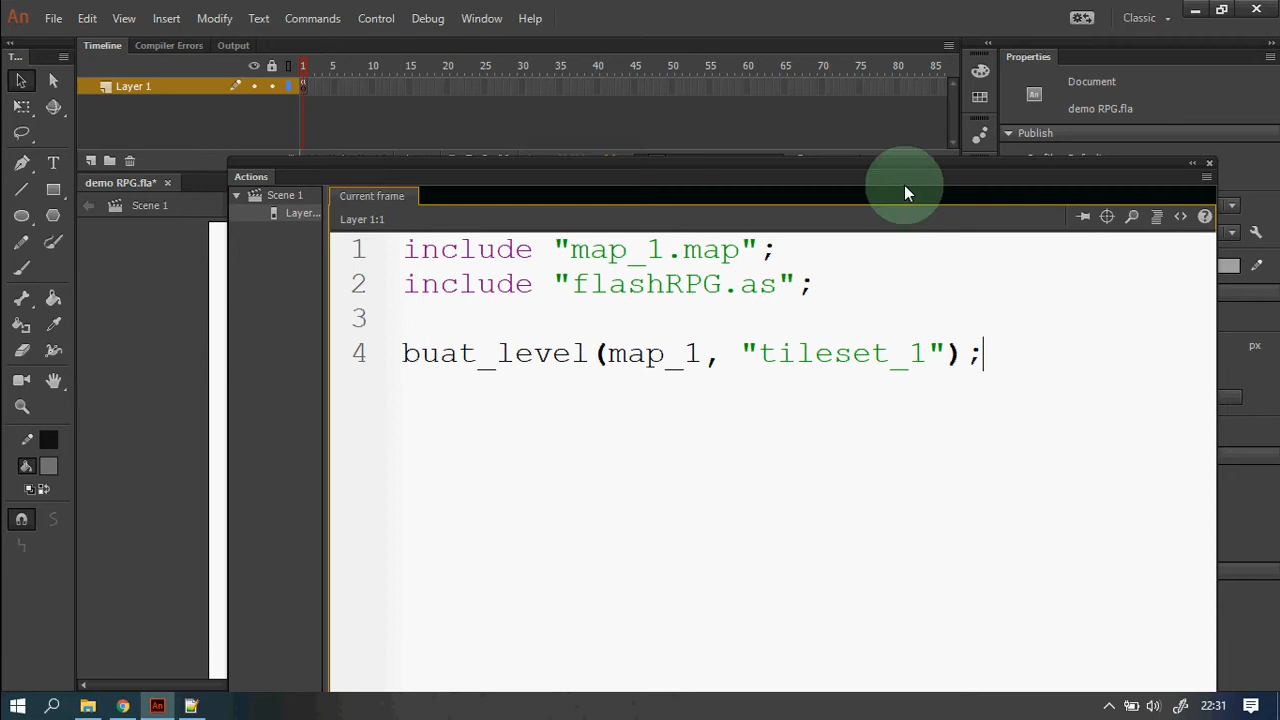 An File Edit View Insert Modify Text Commands Control Debug Window Help Classic
Timeline Compiler Errors Output Properties
T...
1 5 10 15 20 25 30 35 40 45 50 55 60 65 70 75 80 85
Layer 1
Document
An demo RPG.fla
Publish
Actions
demo RPG.fla* ×
Scene 1
Scene 1
Layer...
Current frame
Layer 1:1
1 include "map_1.map";
2 include "flashRPG.as";
3
4 buat_level(map_1, "tileset_1");
px
An 22:31